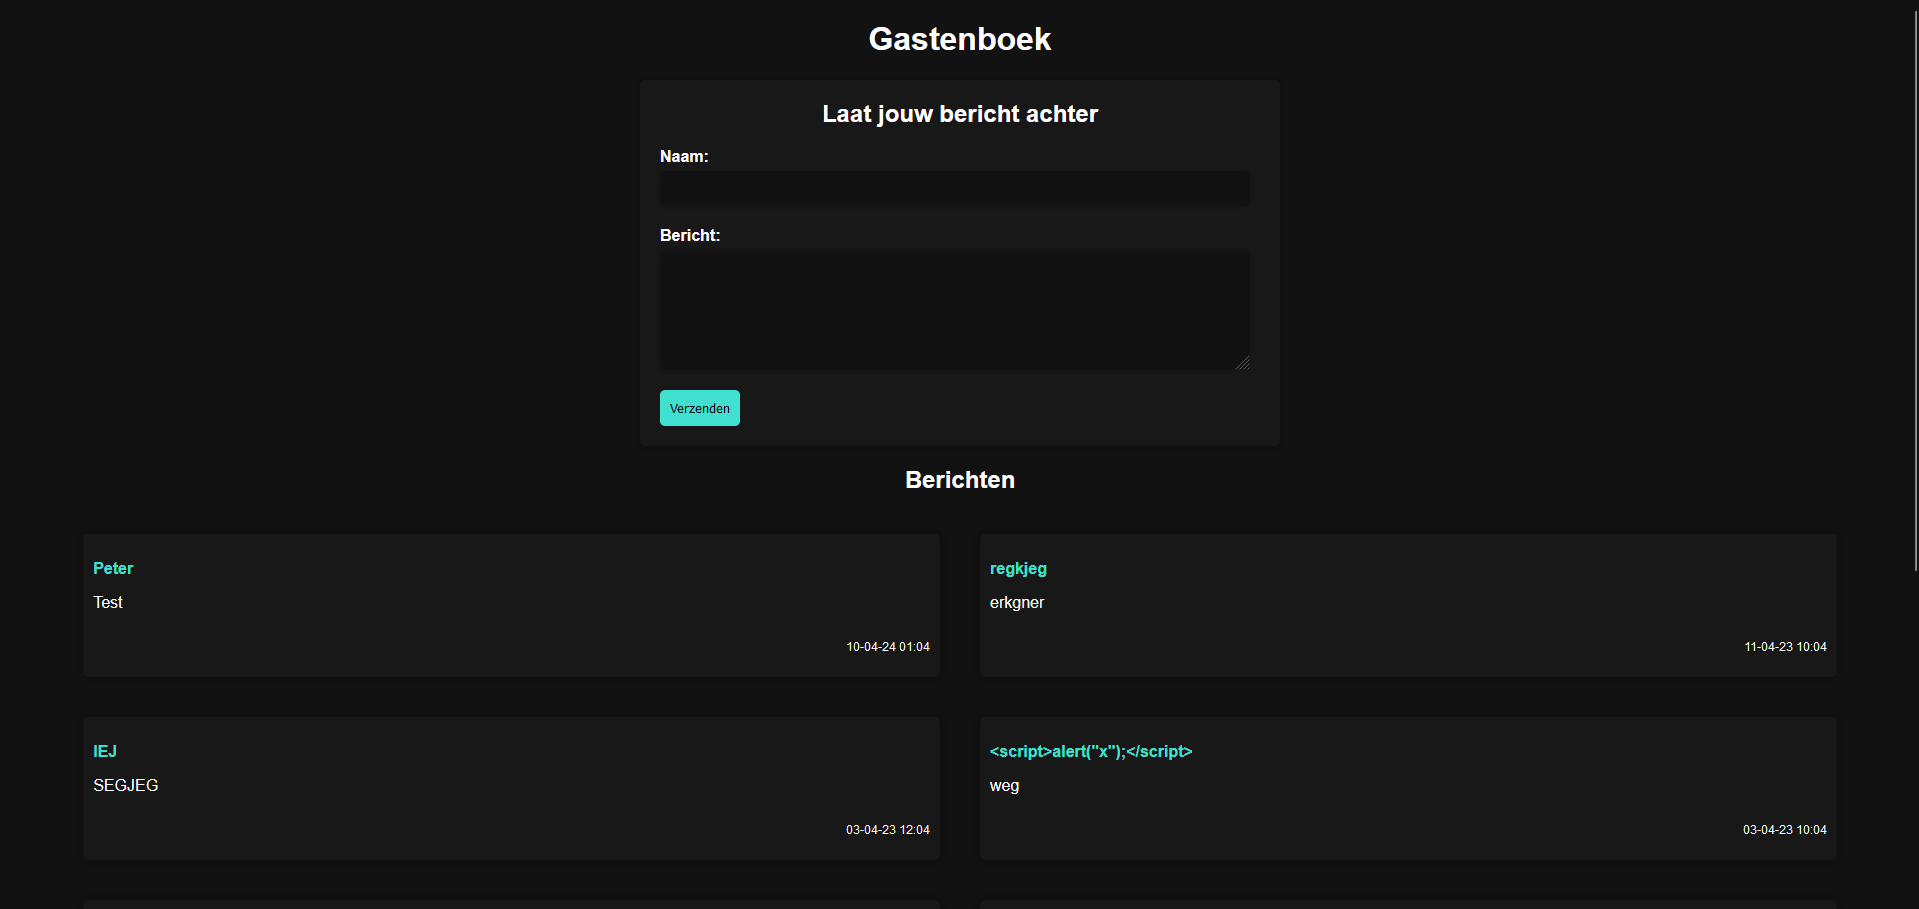 Gastenboek
Laat jouw bericht achter
Naam:
Bericht:
Verzenden
Berichten
Peter
Test
10-04-24 01:04
regkjeg
erkgner
11-04-23 10:04
IEJ
SEGJEG
03-04-23 12:04
<script>alert("x");</script>
weg
03-04-23 10:04